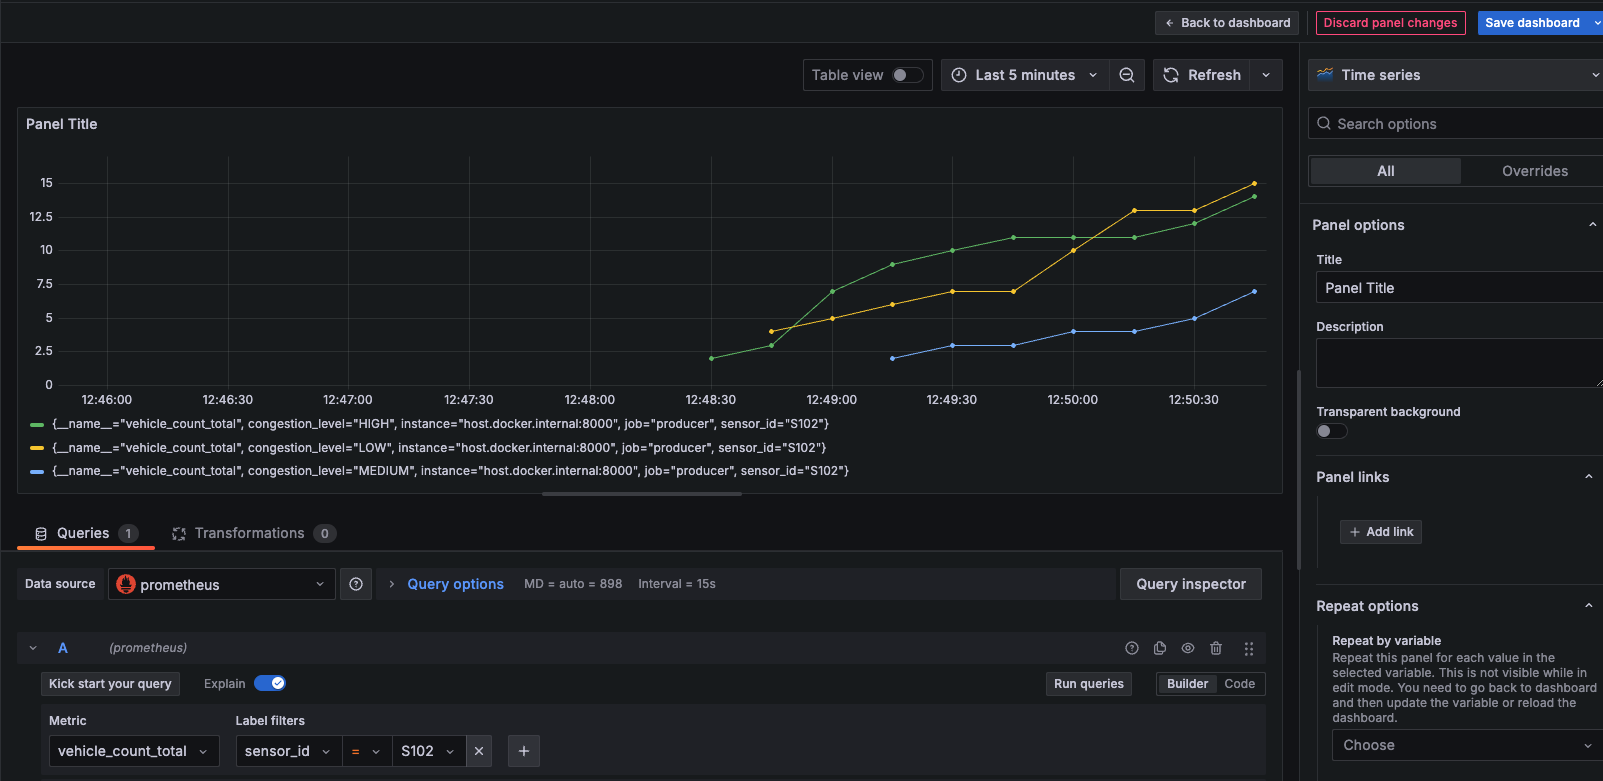 ← Back to dashboard
Discard panel changes
Save dashboard
Table view
Last 5 minutes
Refresh
Time series
Panel Title
Search options
All
Overrides
15
12.5
10
7.5
5
2.5
0
12:46:00 12:46:30 12:47:00 12:47:30 12:48:00 12:48:30 12:49:00 12:49:30 12:50:00 12:50:30
{__name__="vehicle_count_total", congestion_level="HIGH", instance="host.docker.internal:8000", job="producer", sensor_id="S102"}
{__name__="vehicle_count_total", congestion_level="LOW", instance="host.docker.internal:8000", job="producer", sensor_id="S102"}
{__name__="vehicle_count_total", congestion_level="MEDIUM", instance="host.docker.internal:8000", job="producer", sensor_id="S102"}
Panel options
Title
Panel Title
Description
Transparent background
Panel links
+ Add link
Repeat options
Repeat by variable
Repeat this panel for each value in the
selected variable. This is not visible while in
edit mode. You need to go back to dashboard
and then update the variable or reload the
dashboard.
Choose
Queries 1
Transformations 0
Data source
prometheus
Query options
MD = auto = 898
Interval = 15s
Query inspector
A
(prometheus)
Kick start your query
Explain
Run queries
Builder
Code
Metric
Label filters
vehicle_count_total
sensor_id
=
S102